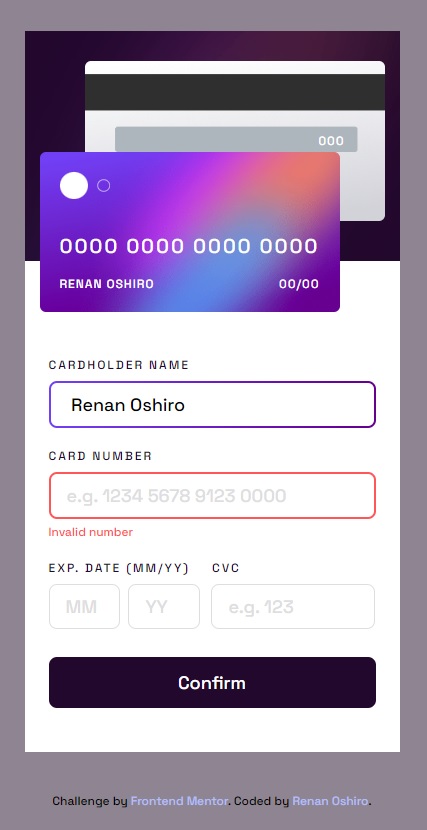 000
0000 0000 0000 0000
RENAN OSHIRO 00/00
CARDHOLDER NAME
Renan Oshiro
CARD NUMBER
e.g. 1234 5678 9123 0000
Invalid number
EXP. DATE (MM/YY) CVC
MM YY e.g. 123
Confirm
Challenge by Frontend Mentor. Coded by Renan Oshiro.